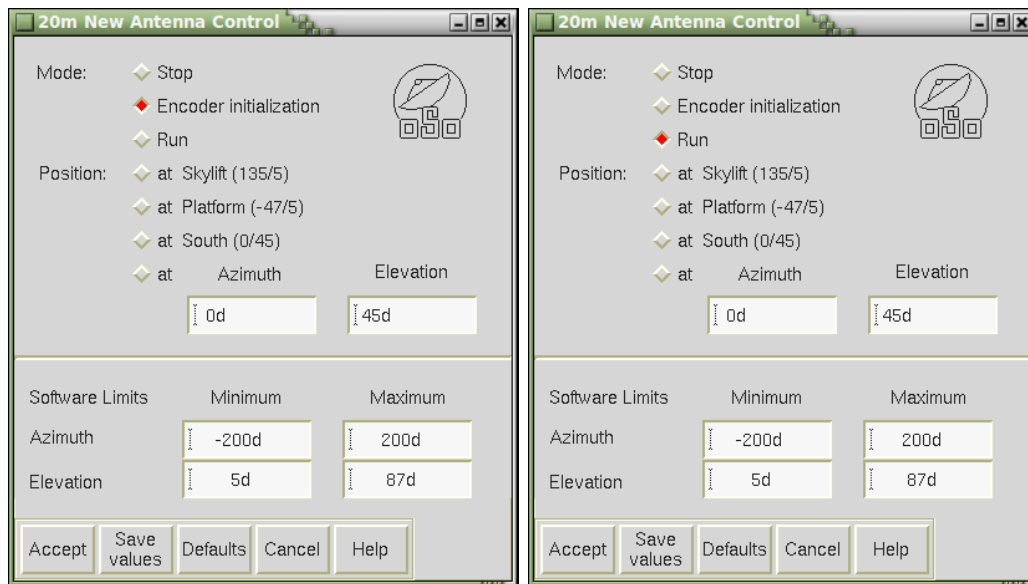 20m New Antenna Control
Mode:
Stop
Encoder initialization
Run
Position:
at Skylift (135/5)
at Platform (-47/5)
at South (0/45)
at Azimuth Elevation
0d 45d
Software Limits Minimum Maximum
Azimuth -200d 200d
Elevation 5d 87d
Accept Save values Defaults Cancel Help
OSO
20m New Antenna Control
Mode:
Stop
Encoder initialization
Run
Position:
at Skylift (135/5)
at Platform (-47/5)
at South (0/45)
at Azimuth Elevation
0d 45d
Software Limits Minimum Maximum
Azimuth -200d 200d
Elevation 5d 87d
Accept Save values Defaults Cancel Help
OSO